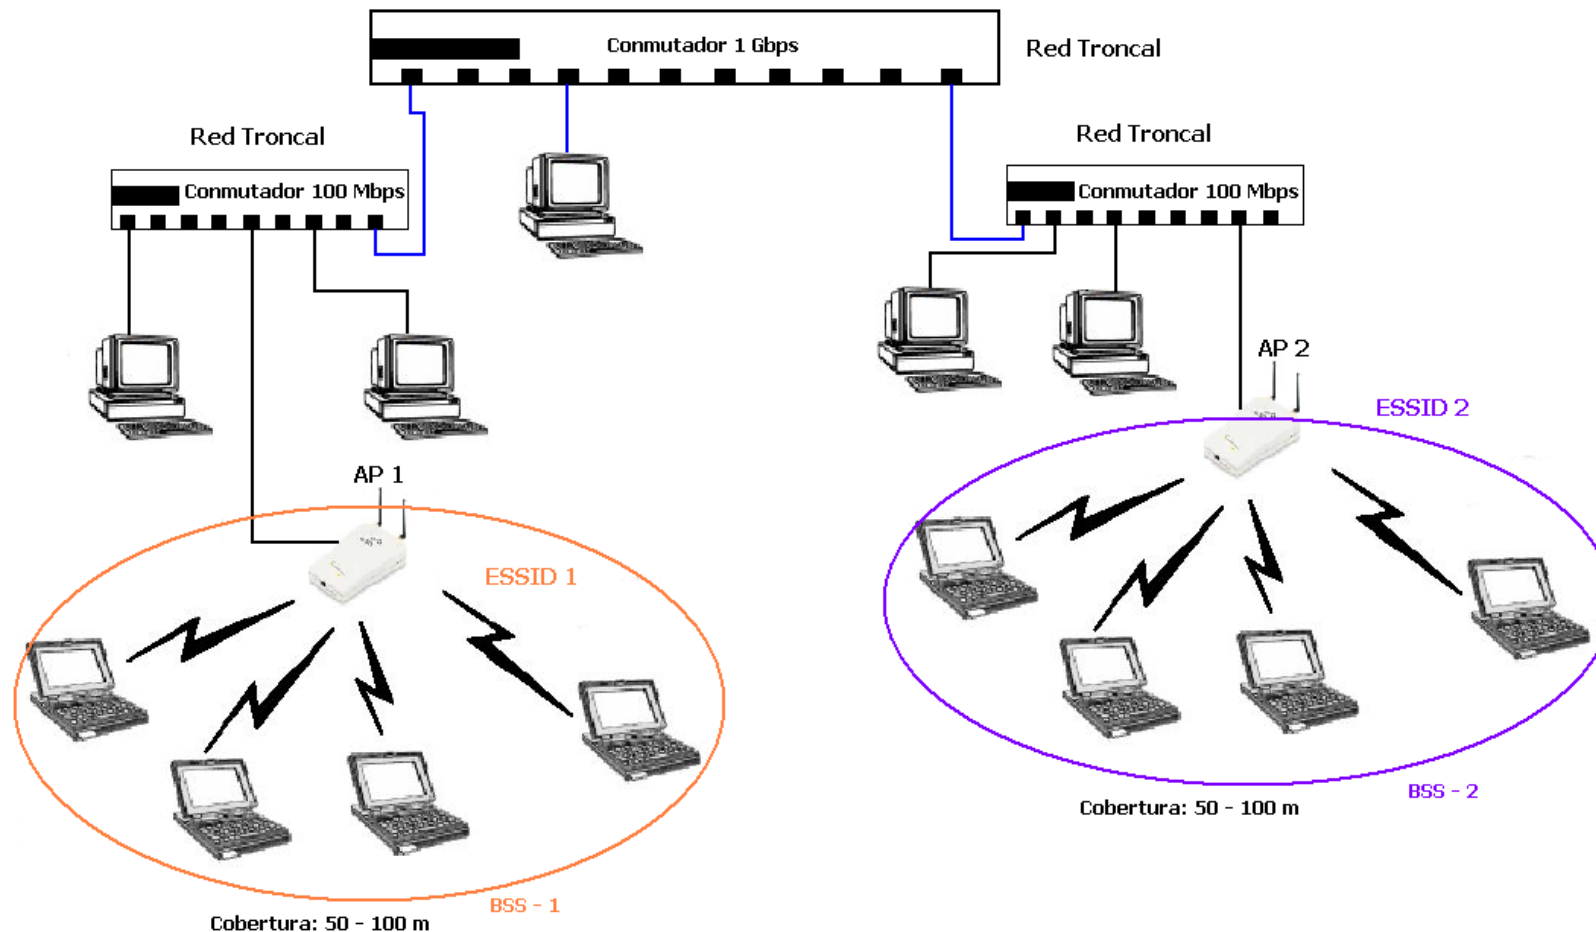 Conmutador 1 Gbps
Red Troncal
Red Troncal
Conmutador 100 Mbps
Red Troncal
Conmutador 100 Mbps
AP 2
ESSID 2
AP 1
ESSID 1
BSS - 2
Cobertura: 50 - 100 m
BSS - 1
Cobertura: 50 - 100 m